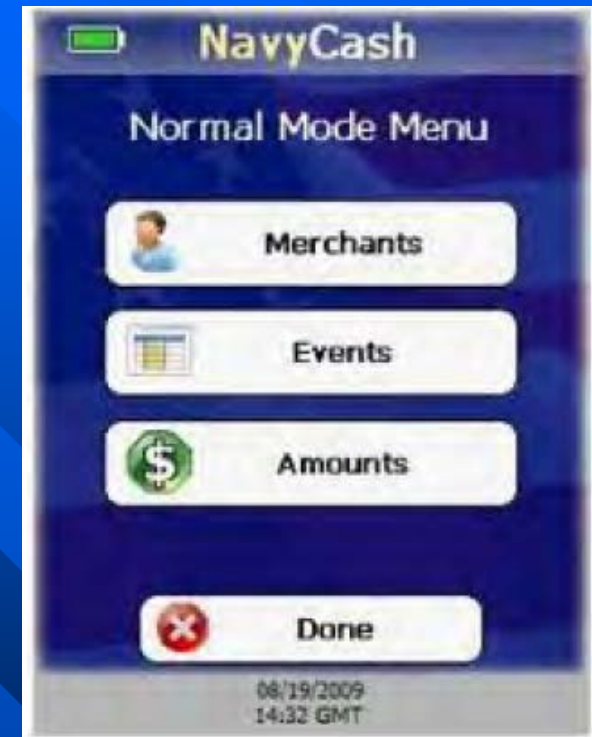 NavyCash
Normal Mode Menu
Merchants
Events
Amounts
Done
08/19/2009
14:32 GMT